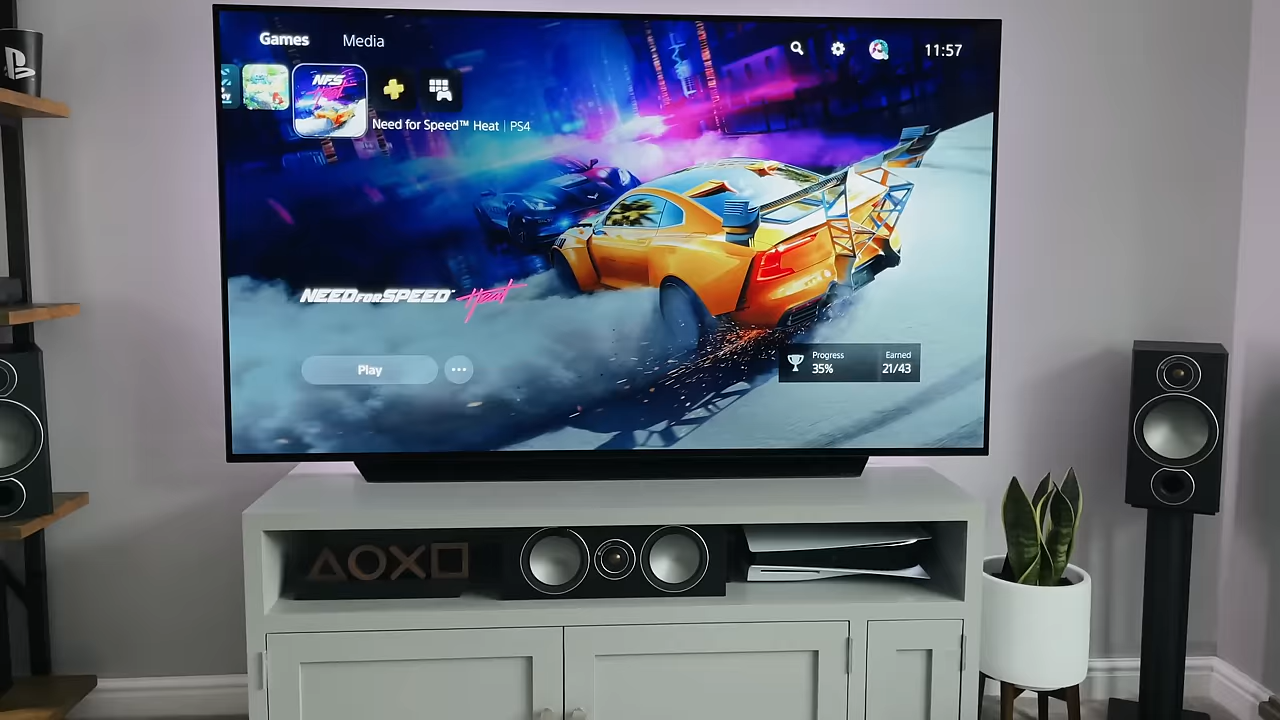 Games
Media
11:57
NFS
Heat
Need for Speed™ Heat | PS4
NEED FOR SPEED™ Heat
Play
Progress
Earned
35%
21/43